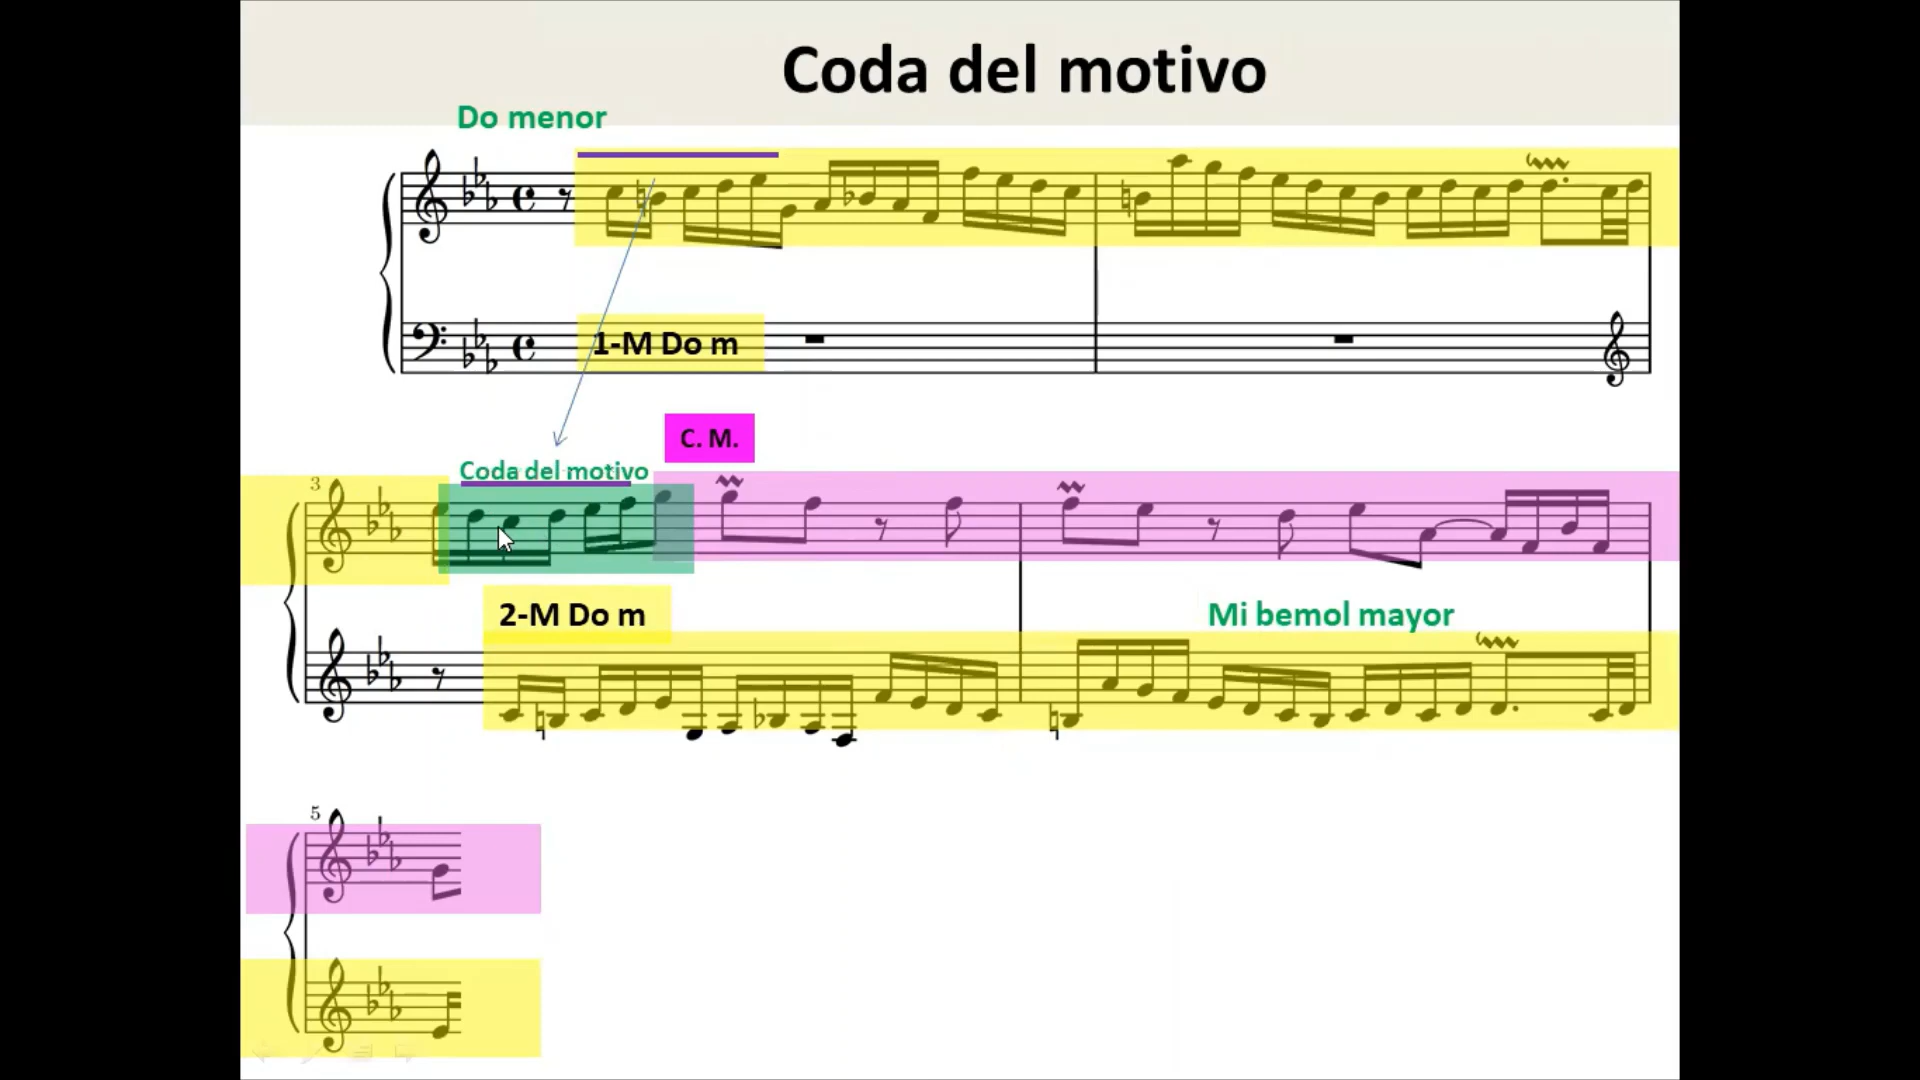 Coda del motivo
Do menor
1-M Do m
C. M.
Coda del motivo
3
2-M Do m
Mi bemol mayor
5